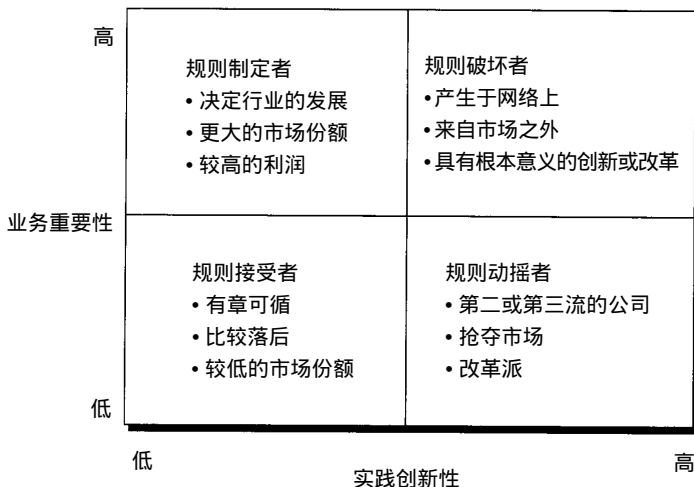 高
规则制定者
• 决定行业的发展
• 更大的市场份额
• 较高的利润
规则破坏者
• 产生于网络上
• 来自市场之外
• 具有根本意义的创新或改革
业务重要性
规则接受者
• 有章可循
• 比较落后
• 较低的市场份额
规则动摇者
• 第二或第三流的公司
• 抢夺市场
• 改革派
低
低
高
实践创新性